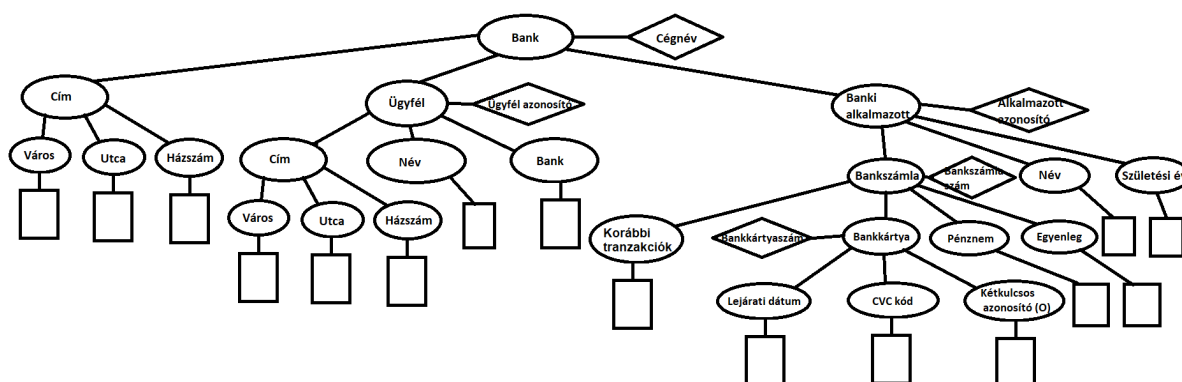 Bank
Cégnév
Cím
Ügyfél
Ügyfél azonosító
Banki
alkalmazott
Alkalmazott
azonosító
Város
Utca
Házszám
Cím
Név
Bank
Bankszámla
Bankszámla
szám
Név
Születési év
Város
Utca
Házszám
Korábbi
tranzakciók
Bankkártyaszám
Bankkártya
Pénznem
Egyenleg
Lejárati dátum
CVC kód
Kétkulcsos
azonosító (O)